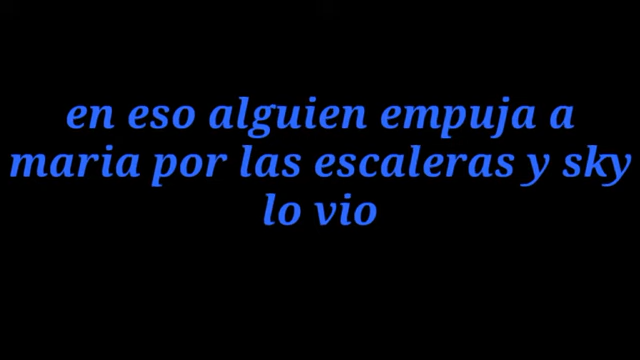 en eso alguien empuja a
maria por las escaleras y sky
lo vio